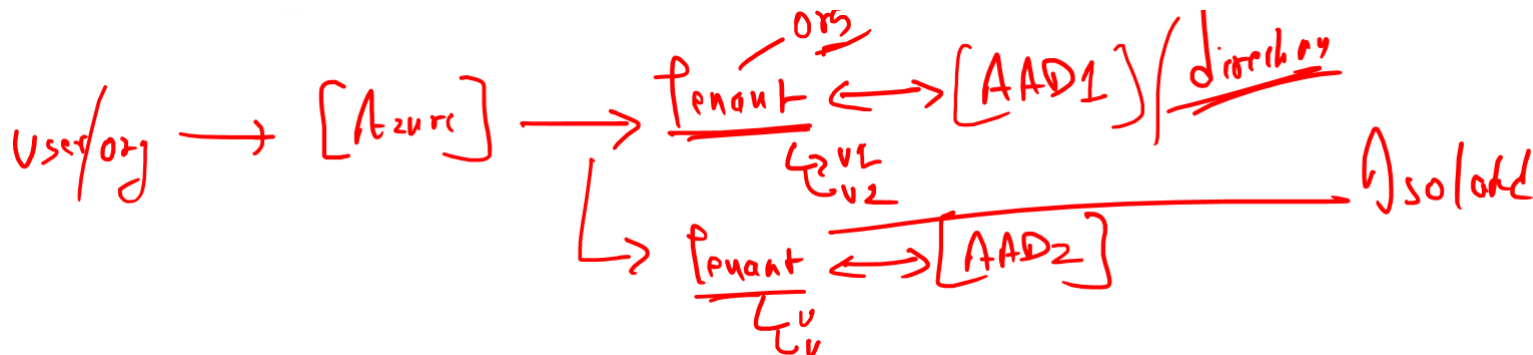 org
User/org → [Azure] → Tenant ↔ [AAD1] / directory
U1
U2
Isolated
Tenant ↔ [AAD2]
U
U